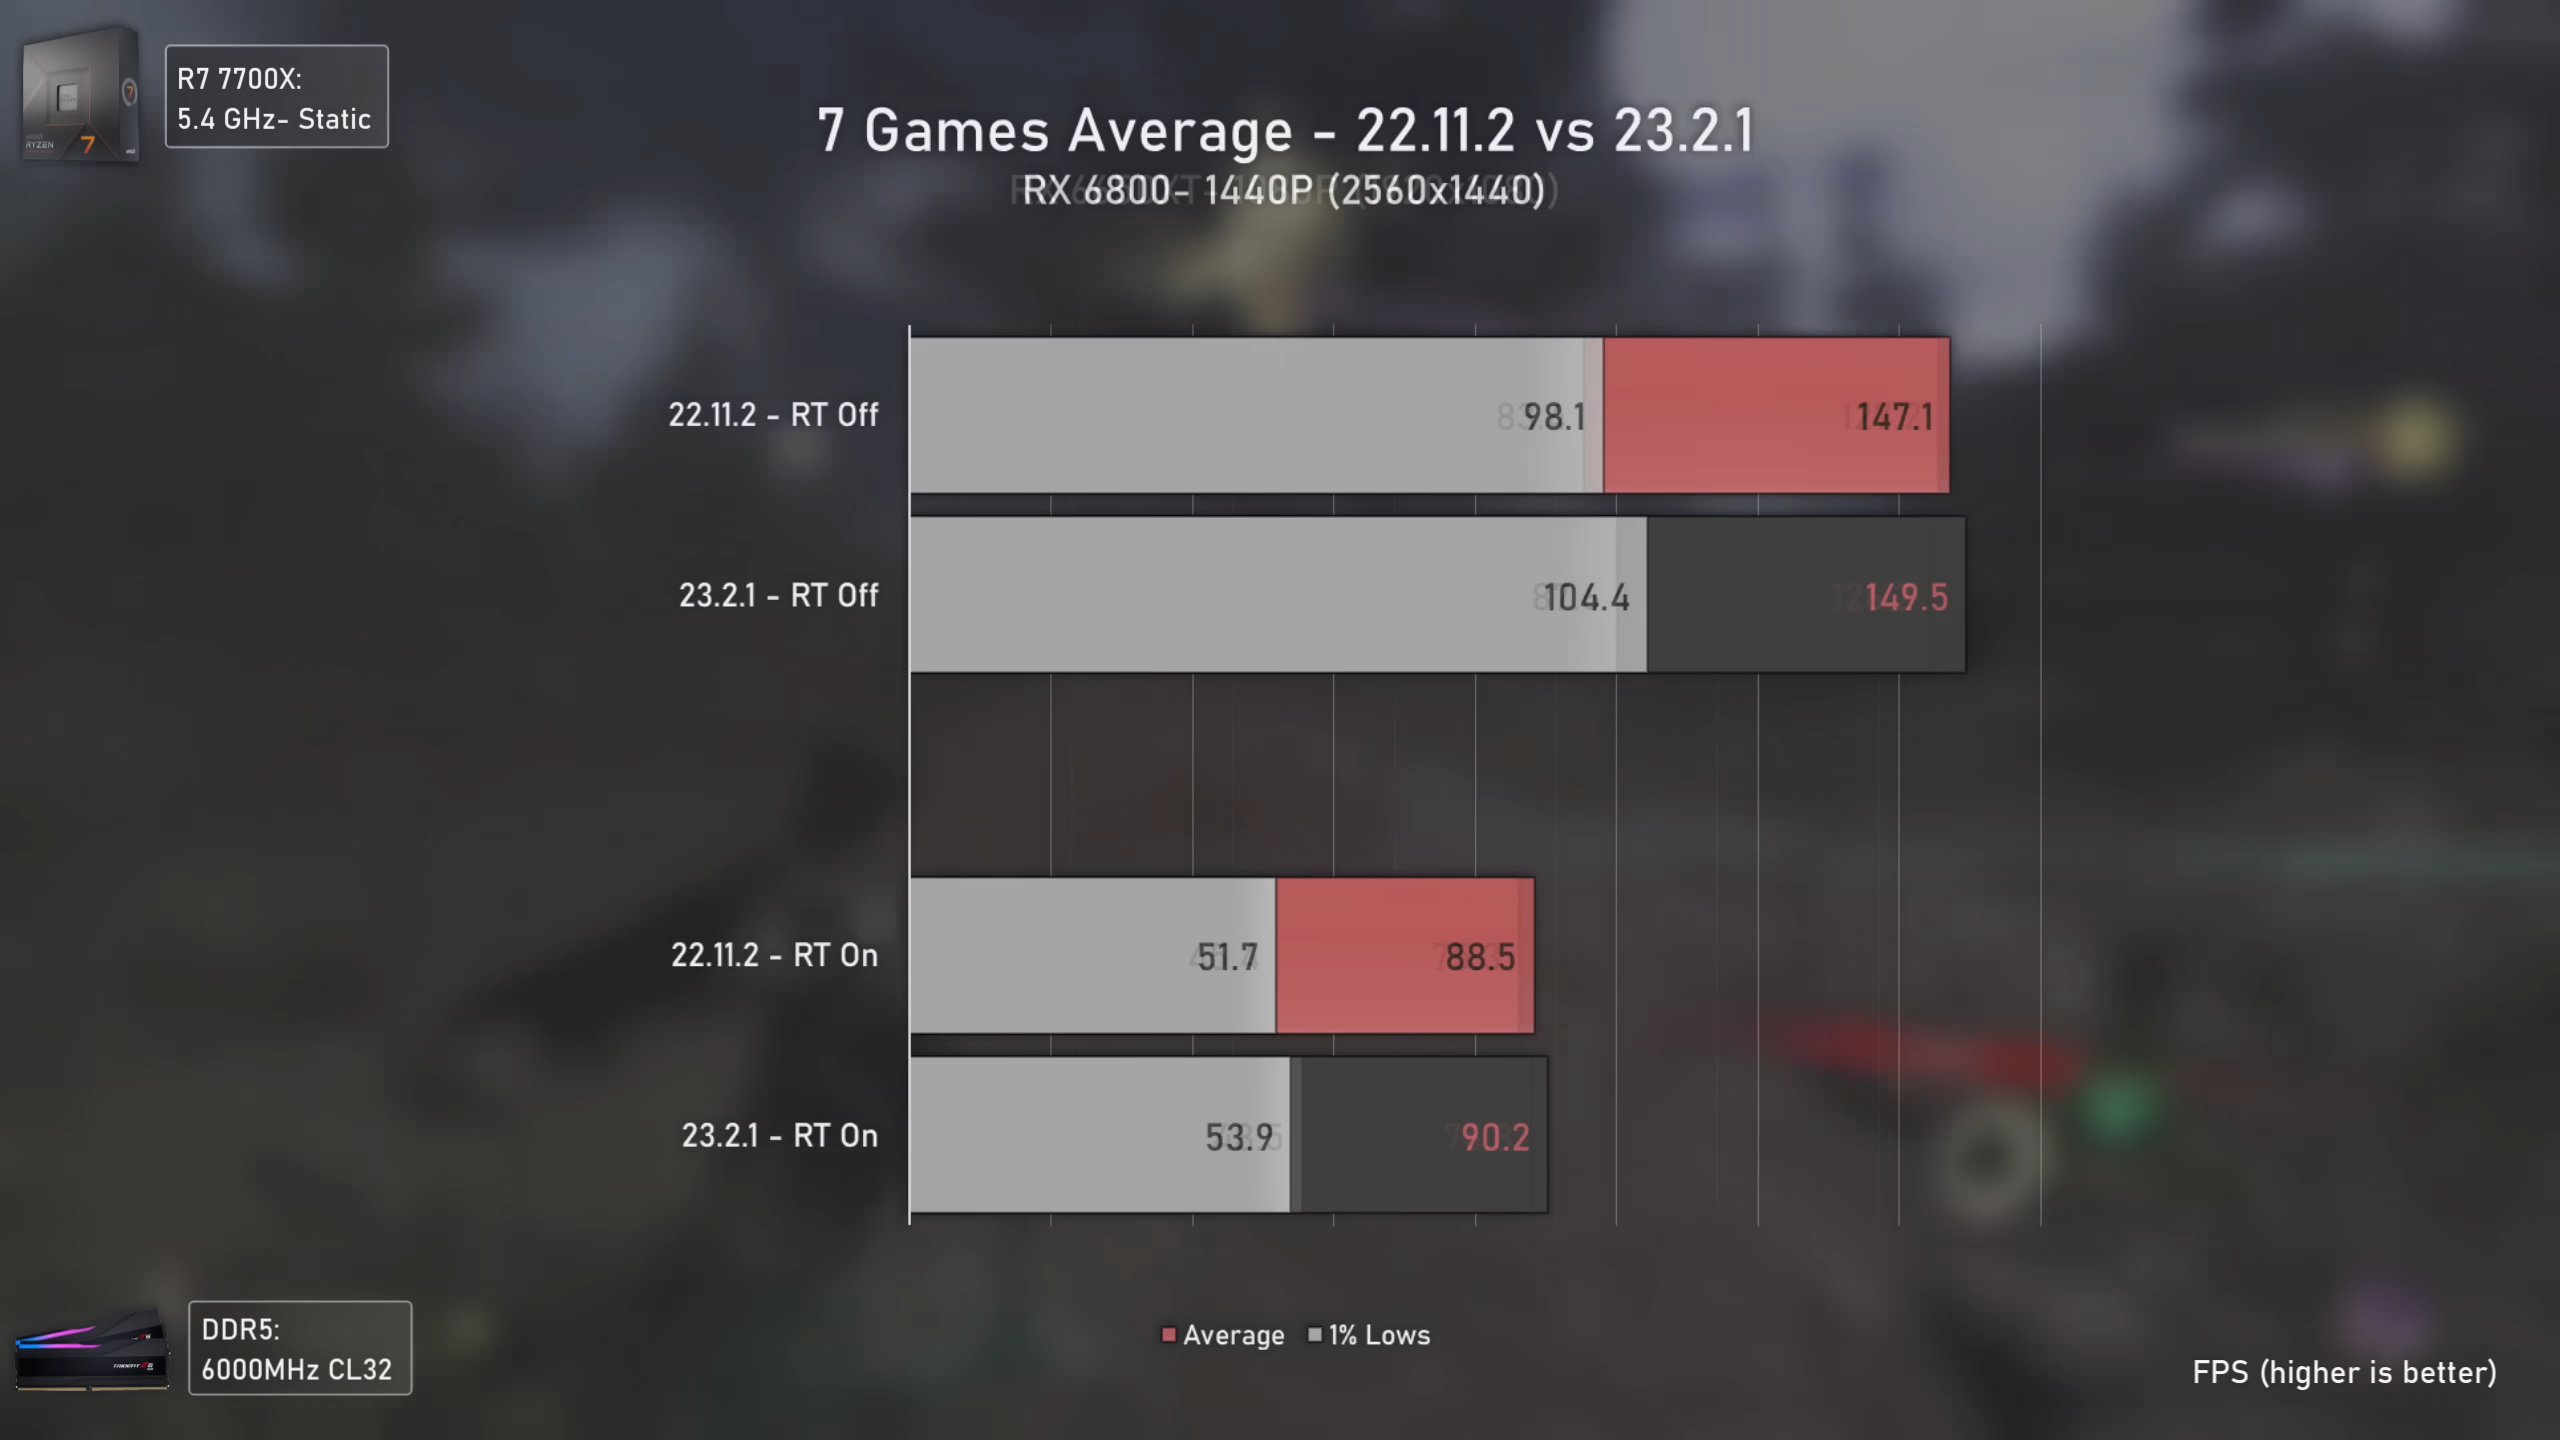 R7 7700X:
5.4 GHz- Static
RYZEN 7
7 Games Average - 22.11.2 vs 23.2.1
RX 6800- 1440P (2560x1440)
22.11.2 - RT Off
98.1
147.1
23.2.1 - RT Off
104.4
149.5
22.11.2 - RT On
51.7
88.5
23.2.1 - RT On
53.9
90.2
Average
1% Lows
DDR5:
6000MHz CL32
FPS (higher is better)